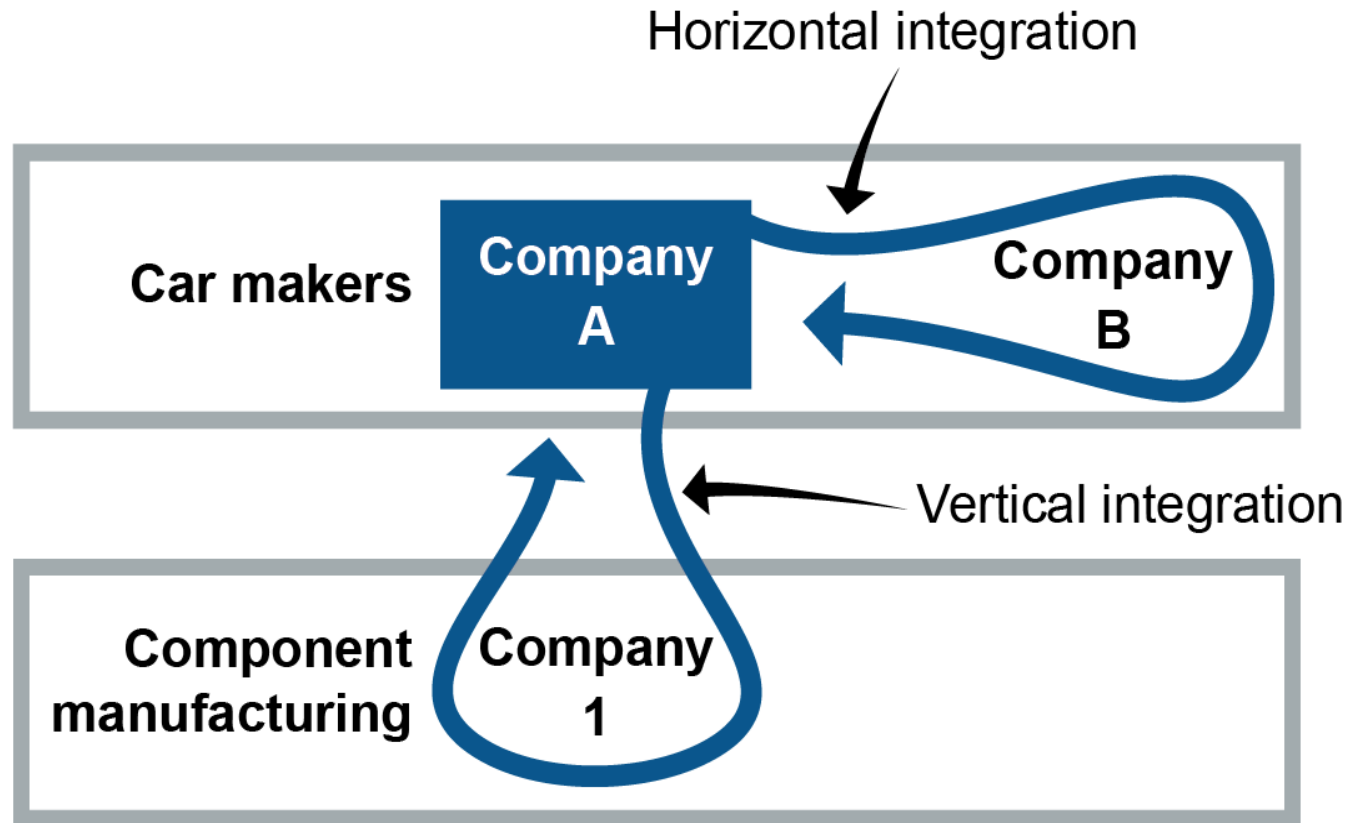 Horizontal integration
Car makers
Company
A
Company
B
Vertical integration
Component
manufacturing
Company
1